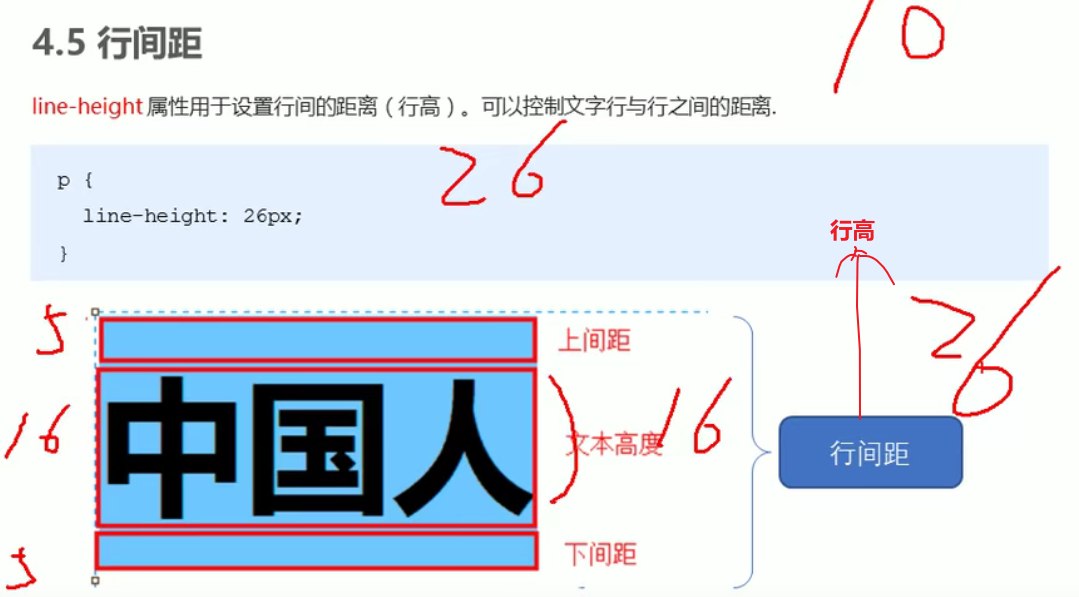 4.5 行间距
10
line-height 属性用于设置行间的距离（行高）。可以控制文字行与行之间的距离.
26
p {
line-height: 26px;
}
行高
26
5
上间距
16
中国人
文本高度
16
行间距
5
下间距